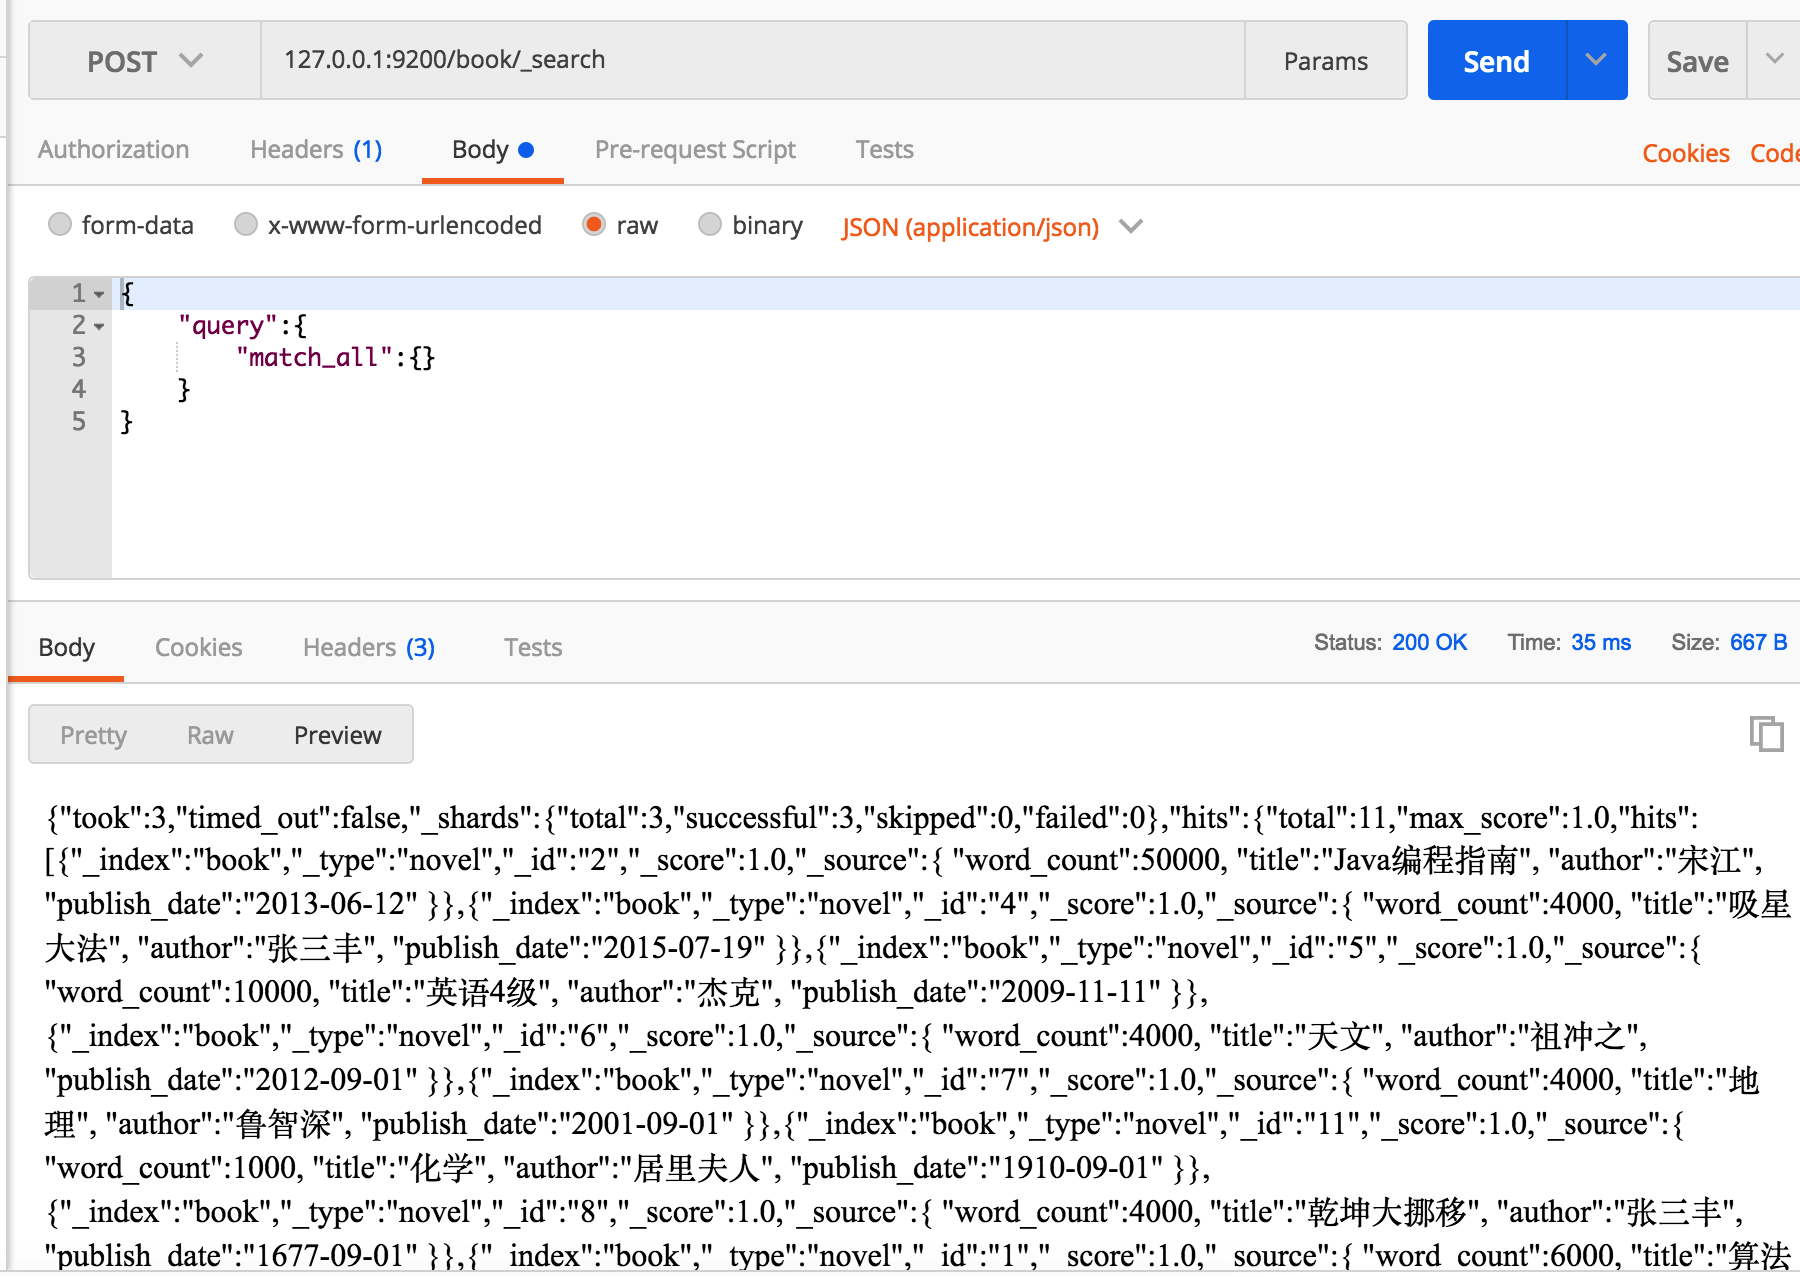 POST 127.0.0.1:9200/book/_search Params Send Save
Authorization Headers (1) Body Pre-request Script Tests Cookies Code
form-data x-www-form-urlencoded raw binary JSON (application/json)
1 {
2 "query":{
3 "match_all":{}
4 }
5 }
Body Cookies Headers (3) Tests Status: 200 OK Time: 35 ms Size: 667 B
Pretty Raw Preview
{"took":3,"timed_out":false,"_shards":{"total":3,"successful":3,"skipped":0,"failed":0},"hits":{"total":11,"max_score":1.0,"hits":
[{"_index":"book","_type":"novel","_id":"2","_score":1.0,"_source":{ "word_count":50000, "title":"Java编程指南", "author":"宋江",
"publish_date":"2013-06-12" }},{"_index":"book","_type":"novel","_id":"4","_score":1.0,"_source":{ "word_count":4000, "title":"吸星
大法", "author":"张三丰", "publish_date":"2015-07-19" }},{"_index":"book","_type":"novel","_id":"5","_score":1.0,"_source":{
"word_count":10000, "title":"英语4级", "author":"杰克", "publish_date":"2009-11-11" }},
{"_index":"book","_type":"novel","_id":"6","_score":1.0,"_source":{ "word_count":4000, "title":"天文", "author":"祖冲之",
"publish_date":"2012-09-01" }},{"_index":"book","_type":"novel","_id":"7","_score":1.0,"_source":{ "word_count":4000, "title":"地
理", "author":"鲁智深", "publish_date":"2001-09-01" }},{"_index":"book","_type":"novel","_id":"11","_score":1.0,"_source":{
"word_count":1000, "title":"化学", "author":"居里夫人", "publish_date":"1910-09-01" }},
{"_index":"book","_type":"novel","_id":"8","_score":1.0,"_source":{ "word_count":4000, "title":"乾坤大挪移", "author":"张三丰",
"publish_date":"1677-09-01" }},{"_index":"book","_type":"novel","_id":"1","_score":1.0,"_source":{ "word_count":6000, "title":"算法